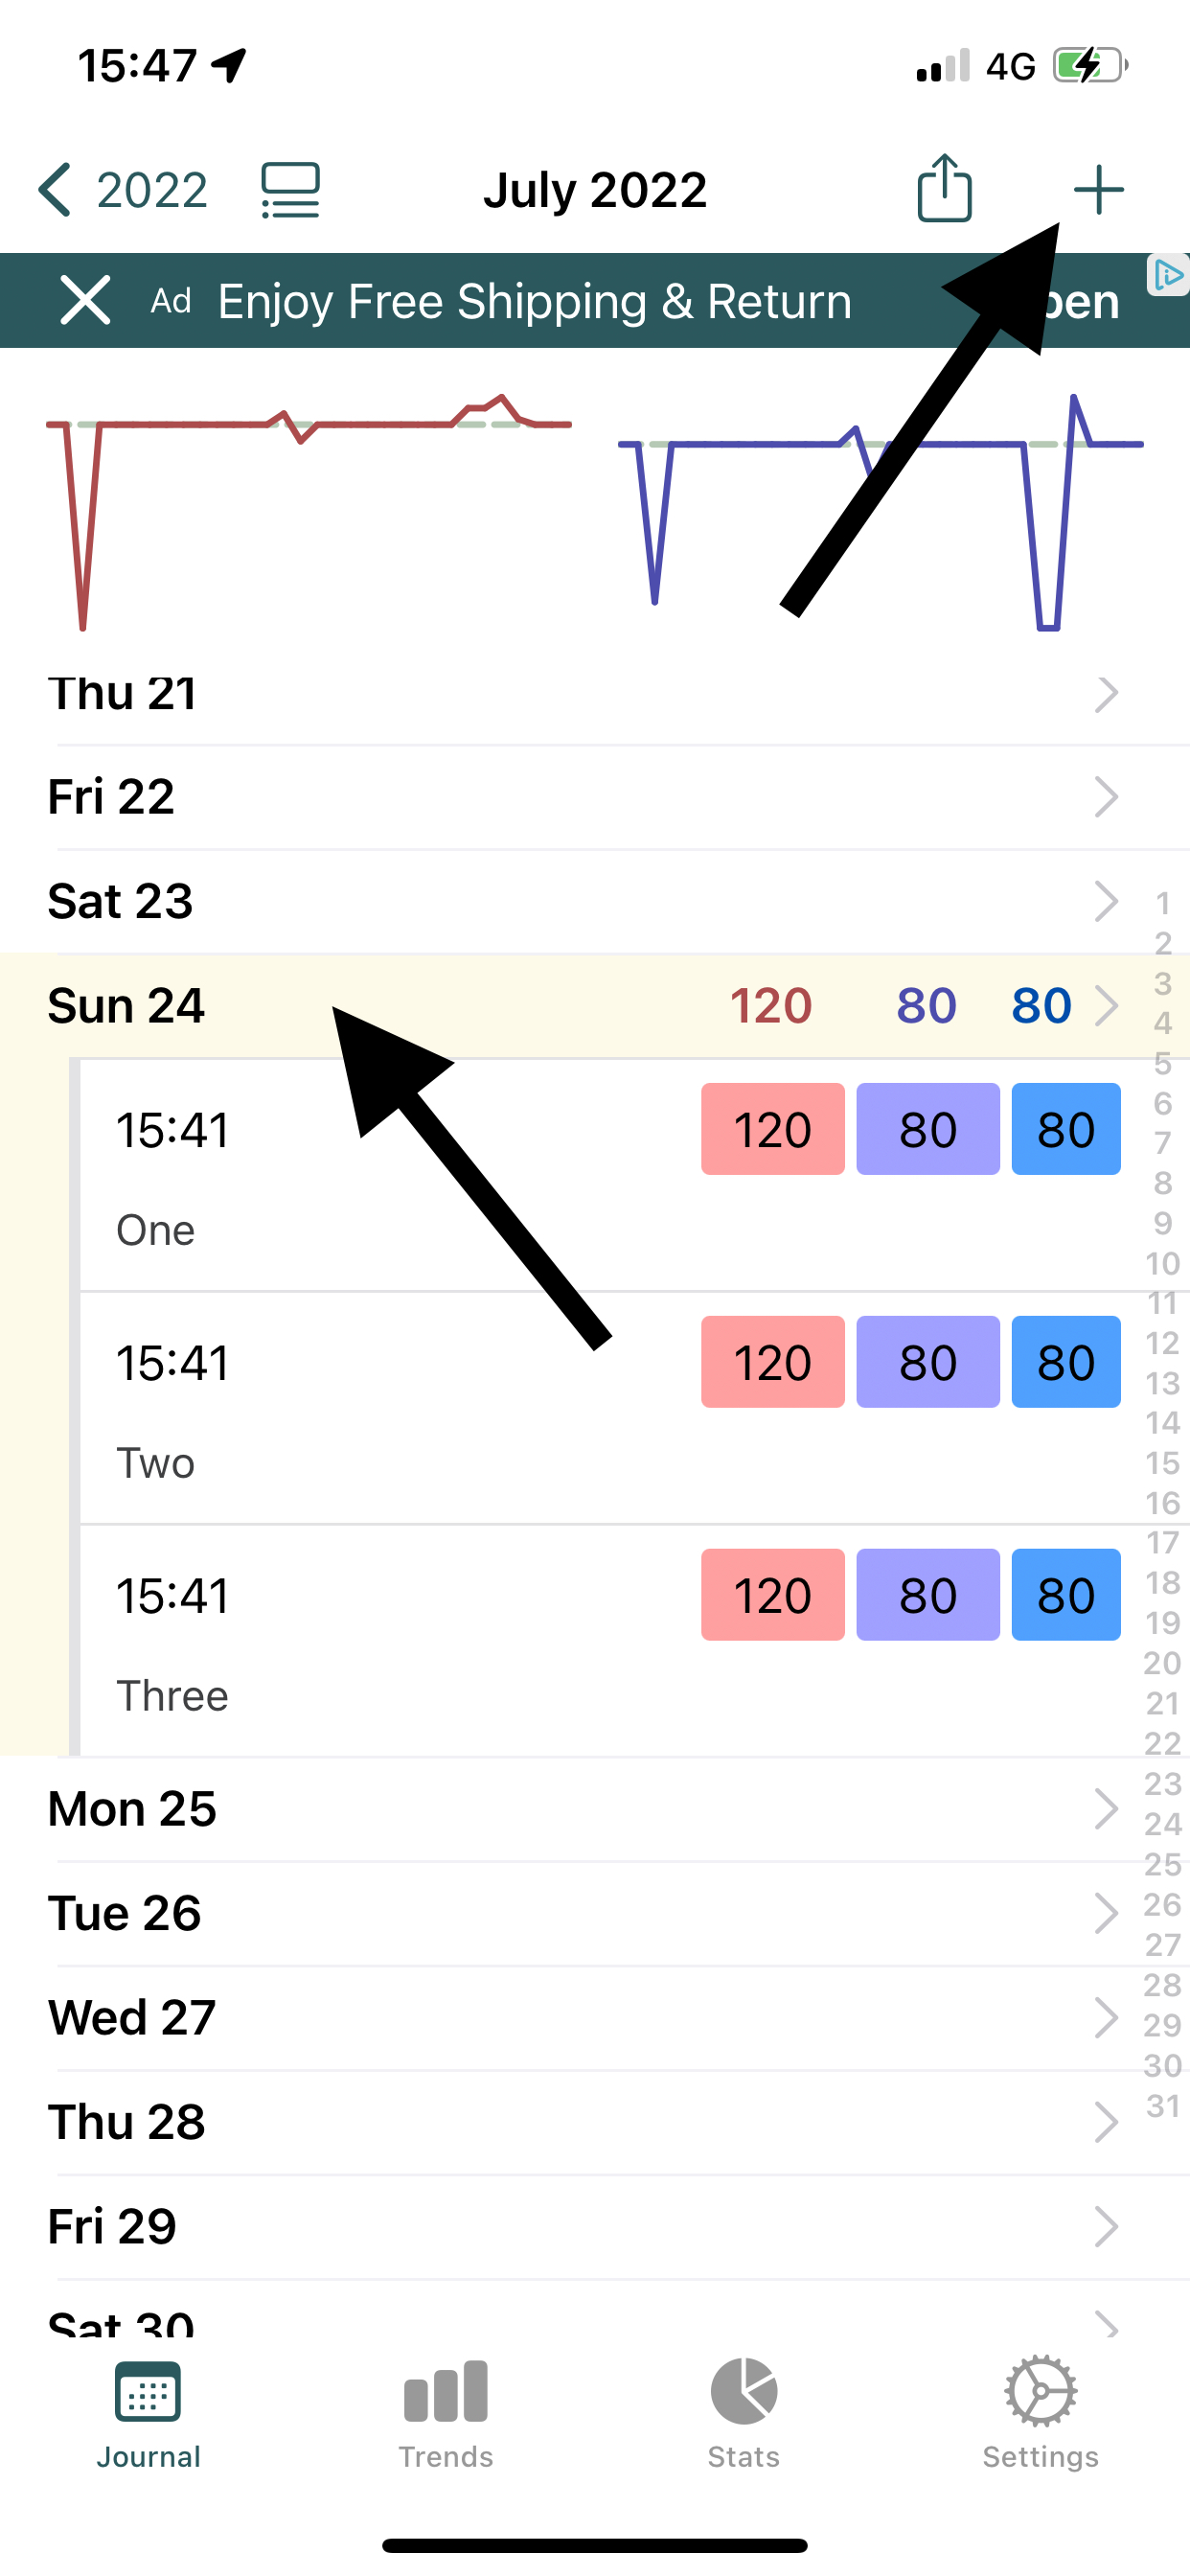 15:47 4G
2022 July 2022
Ad Enjoy Free Shipping & Return pen
Thu 21
Fri 22
Sat 23
Sun 24 120 80 80
15:41 120 80 80
One
15:41 120 80 80
Two
15:41 120 80 80
Three
Mon 25
Tue 26
Wed 27
Thu 28
Fri 29
Sat 30
1
2
3
4
5
6
7
8
9
10
11
12
13
14
15
16
17
18
19
20
21
22
23
24
25
26
27
28
29
30
31
Journal Trends Stats Settings